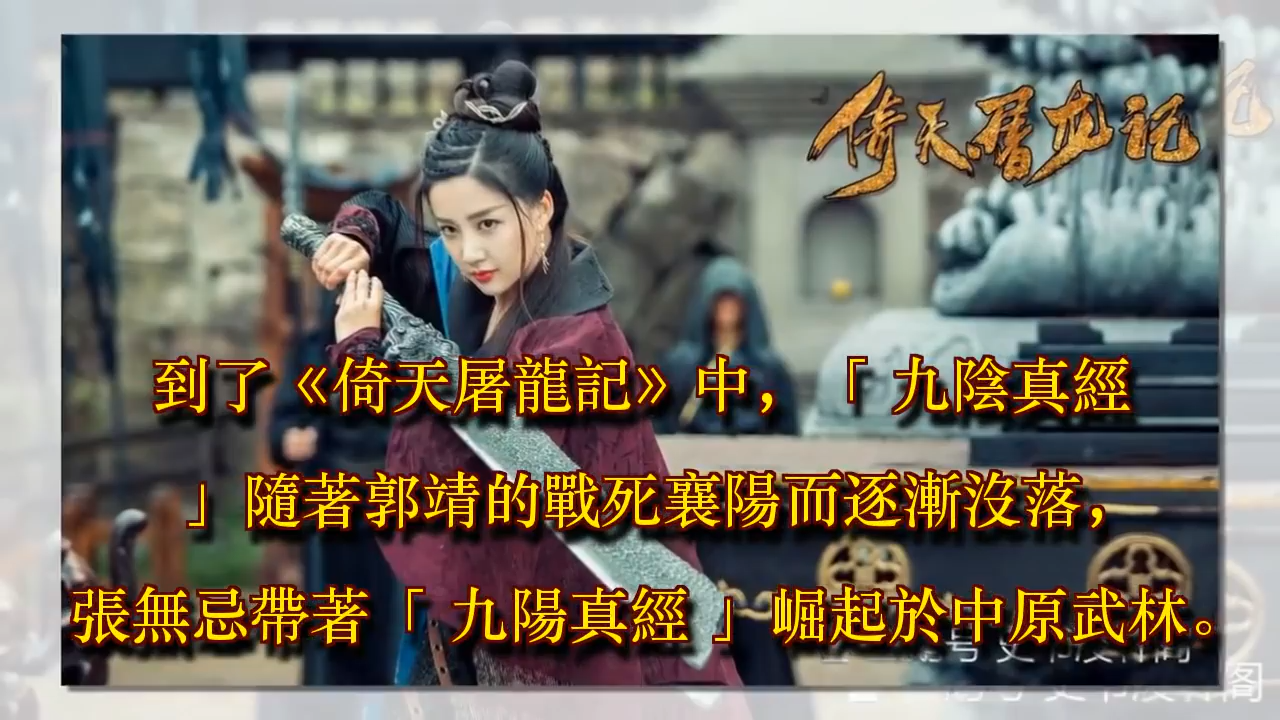 倚天屠龙记
到了《倚天屠龍記》中，「 九陰真經
」 隨著郭靖的戰死襄陽而逐漸沒落，
張無忌帶著「 九陽真經 」崛起於中原武林。